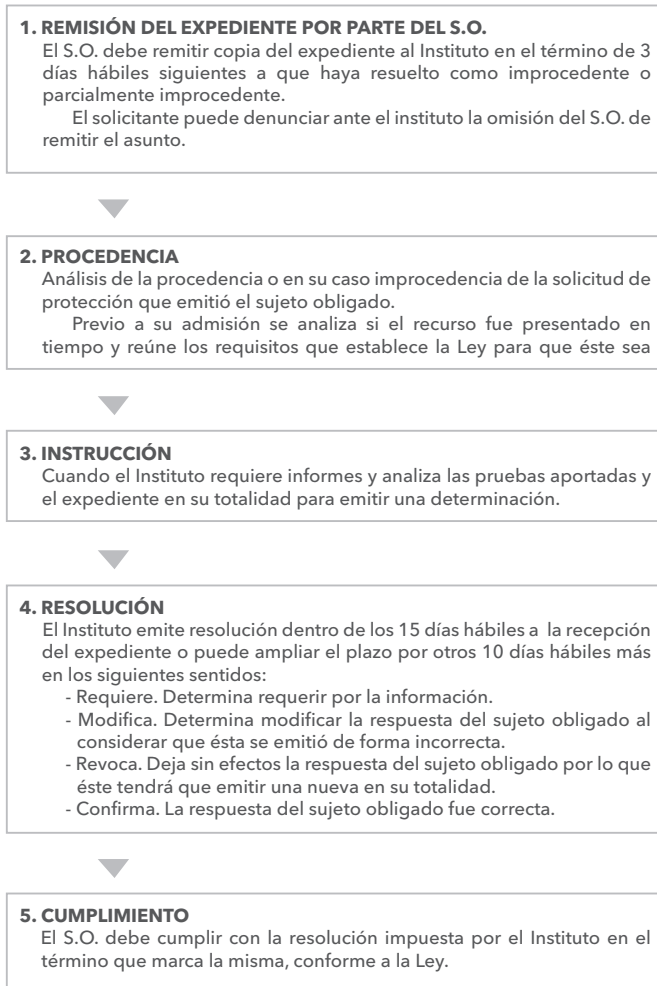 1. REMISIÓN DEL EXPEDIENTE POR PARTE DEL S.O.
El S.O. debe remitir copia del expediente al Instituto en el término de 3
días hábiles siguientes a que haya resuelto como improcedente o
parcialmente improcedente.
El solicitante puede denunciar ante el instituto la omisión del S.O. de
remitir el asunto.
2. PROCEDENCIA
Análisis de la procedencia o en su caso improcedencia de la solicitud de
protección que emitió el sujeto obligado.
Previo a su admisión se analiza si el recurso fue presentado en
tiempo y reúne los requisitos que establece la Ley para que éste sea
3. INSTRUCCIÓN
Cuando el Instituto requiere informes y analiza las pruebas aportadas y
el expediente en su totalidad para emitir una determinación.
4. RESOLUCIÓN
El Instituto emite resolución dentro de los 15 días hábiles a la recepción
del expediente o puede ampliar el plazo por otros 10 días hábiles más
en los siguientes sentidos:
- Requiere. Determina requerir por la información.
- Modifica. Determina modificar la respuesta del sujeto obligado al
considerar que ésta se emitió de forma incorrecta.
- Revoca. Deja sin efectos la respuesta del sujeto obligado por lo que
éste tendrá que emitir una nueva en su totalidad.
- Confirma. La respuesta del sujeto obligado fue correcta.
5. CUMPLIMIENTO
El S.O. debe cumplir con la resolución impuesta por el Instituto en el
término que marca la misma, conforme a la Ley.